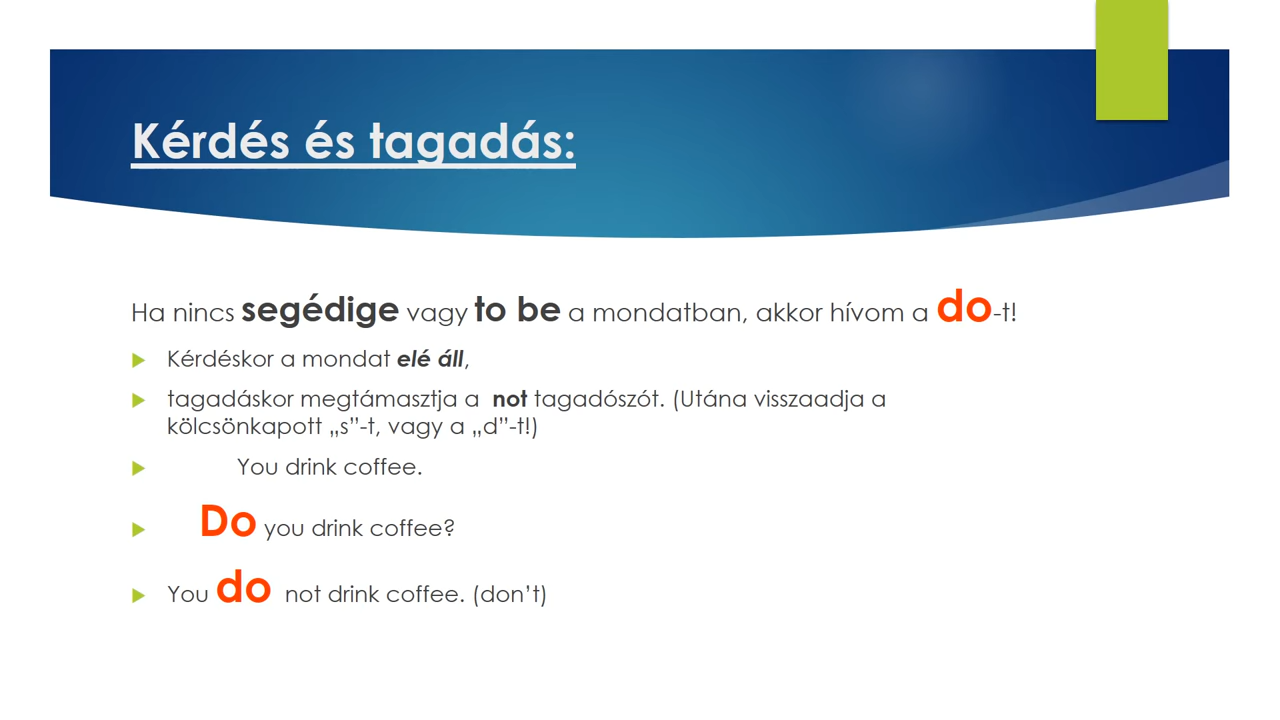 Kérdés és tagadás:
Ha nincs segédige vagy to be a mondatban, akkor hívom a do-t!
Kérdéskor a mondat elé áll,
tagadáskor megtámasztja a not tagadószót. (Utána visszaadja a
kölcsönkapott „s”-t, vagy a „d”-t!)
You drink coffee.
Do you drink coffee?
You do not drink coffee. (don’t)